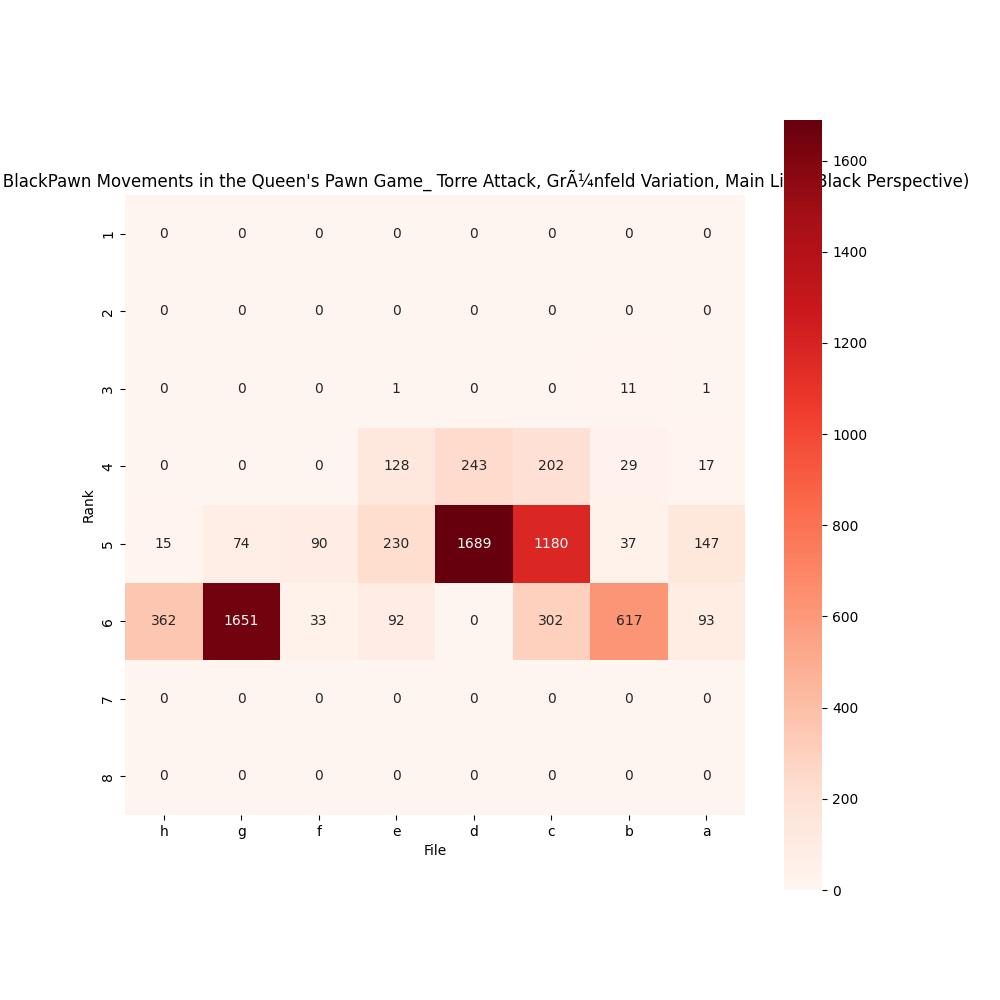 1600
BlackPawn Movements in the Queen's Pawn Game_ Torre Attack, GrÃ¼nfeld Variation, Main Li Black Perspective)
1 0 0 0 0 0 0 0 0
1400
2 0 0 0 0 0 0 0 0
1200
3 0 0 0 1 0 0 11 1
1000
4 0 0 0 128 243 202 29 17
Rank
800
5 15 74 90 230 1689 1180 37 147
600
6 362 1651 33 92 0 302 617 93
400
7 0 0 0 0 0 0 0 0
8 0 0 0 0 0 0 0 0
200
h g f e d c b a
File
0